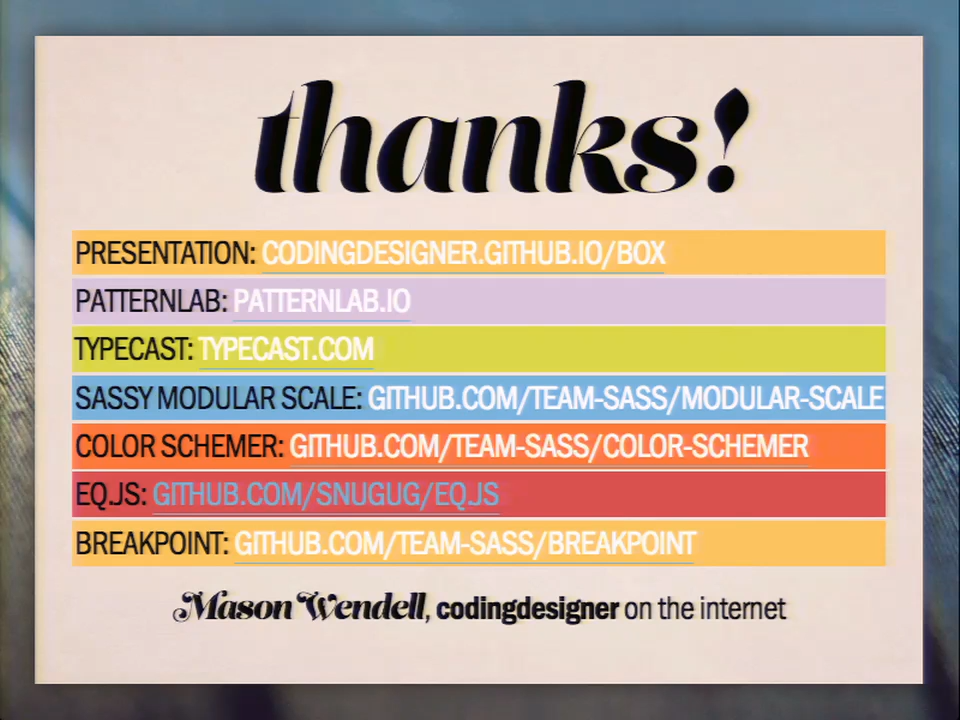 thanks!
PRESENTATION: CODINGDESIGNER.GITHUB.IO/BOX
PATTERNLAB: PATTERNLAB.IO
TYPECAST: TYPECAST.COM
SASSY MODULAR SCALE: GITHUB.COM/TEAM-SASS/MODULAR-SCALE
COLOR SCHEMER: GITHUB.COM/TEAM-SASS/COLOR-SCHEMER
EQ.JS: GITHUB.COM/SNUGUG/EQ.JS
BREAKPOINT: GITHUB.COM/TEAM-SASS/BREAKPOINT
Mason Wendell, codingdesigner on the internet